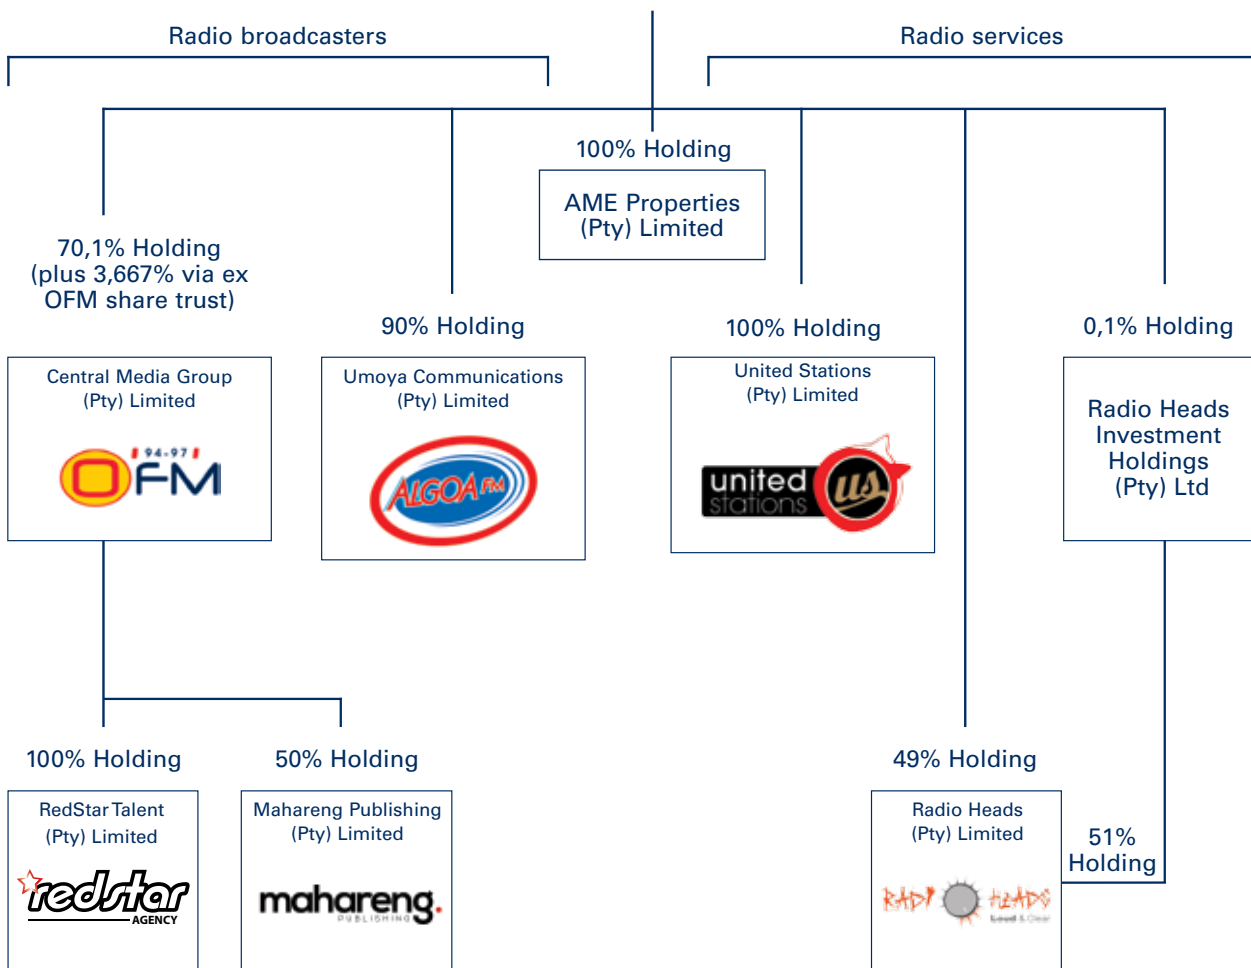 Radio broadcasters
Radio services
100% Holding
AME Properties
(Pty) Limited
70,1% Holding
(plus 3,667% via ex
OFM share trust)
90% Holding
100% Holding
0,1% Holding
Central Media Group
(Pty) Limited
94-97
OFM
Umoya Communications
(Pty) Limited
ALGOA FM
United Stations
(Pty) Limited
united
stations
us
Radio Heads
Investment
Holdings
(Pty) Ltd
100% Holding
50% Holding
49% Holding
51%
Holding
RedStar Talent
(Pty) Limited
redstar
AGENCY
Mahareng Publishing
(Pty) Limited
mahareng.
PUBLISHING
Radio Heads
(Pty) Limited
RADIO HEADS
Loud & Clear